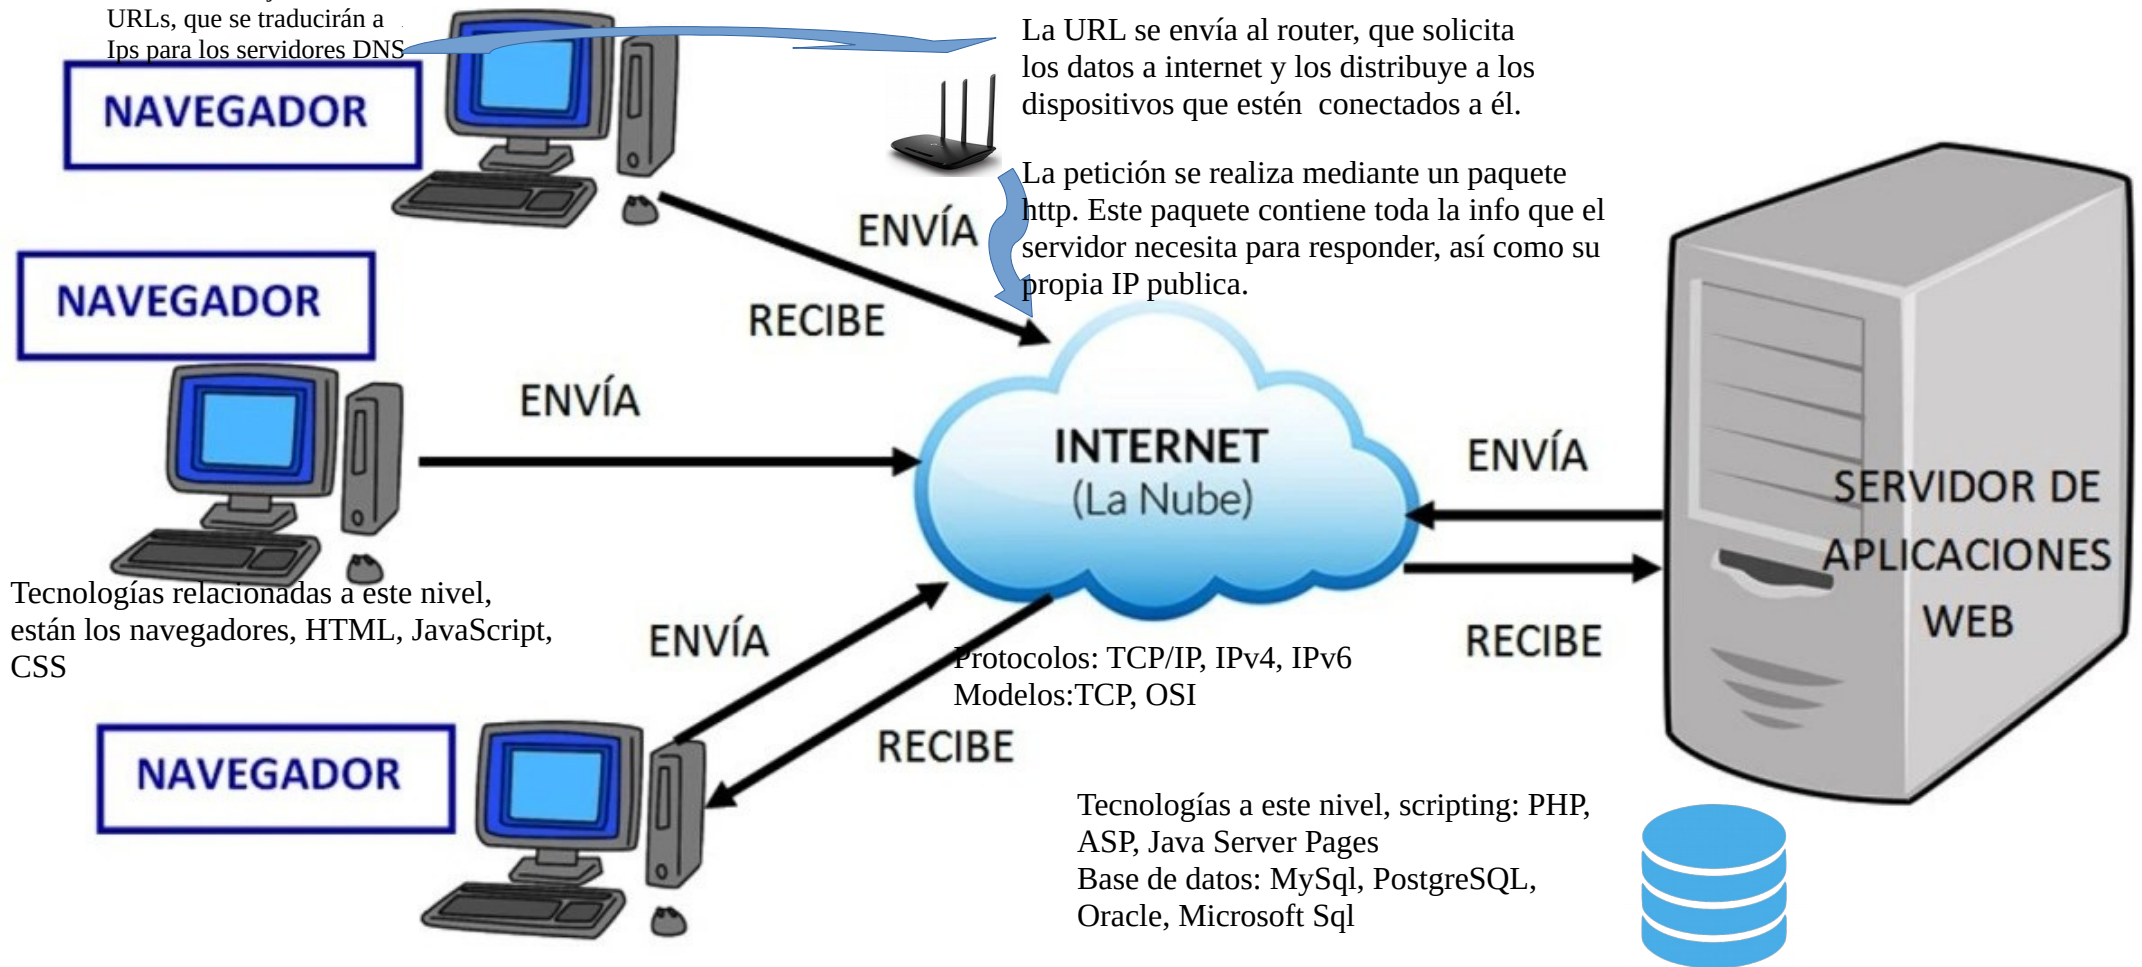 URLs, que se traducirán a
Ips para los servidores DNS
NAVEGADOR
La URL se envía al router, que solicita
los datos a internet y los distribuye a los
dispositivos que estén  conectados a él.
La petición se realiza mediante un paquete
http. Este paquete contiene toda la info que el
servidor necesita para responder, así como su
propia IP publica.
ENVÍA
RECIBE
NAVEGADOR
ENVÍA
INTERNET
(La Nube)
ENVÍA
RECIBE
SERVIDOR DE
APLICACIONES
WEB
Tecnologías relacionadas a este nivel,
están los navegadores, HTML, JavaScript,
CSS
ENVÍA
RECIBE
Protocolos: TCP/IP, IPv4, IPv6
Modelos:TCP, OSI
NAVEGADOR
Tecnologías a este nivel, scripting: PHP,
ASP, Java Server Pages
Base de datos: MySql, PostgreSQL,
Oracle, Microsoft Sql